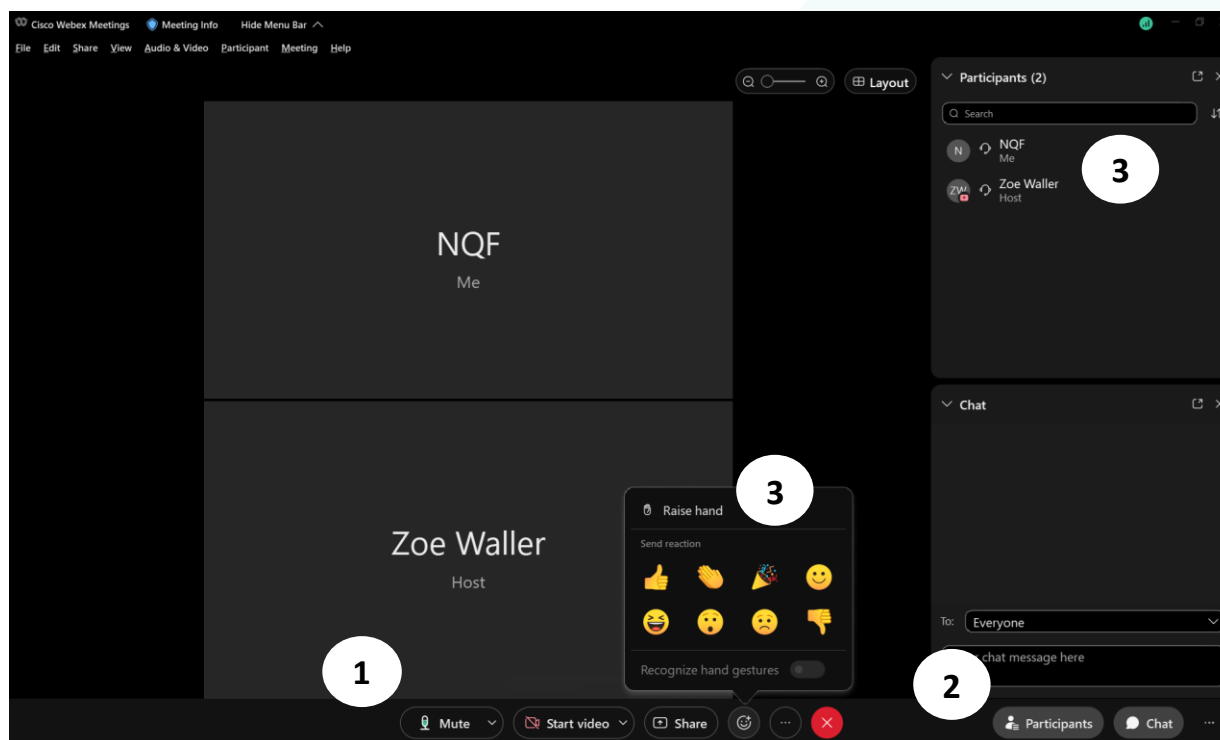 Cisco Webex Meetings Meeting Info Hide Menu Bar
File Edit Share View Audio & Video Participant Meeting Help
Layout
NQF
Me
Zoe Waller
Host
Participants (2)
Search
N NQF
Me
3
ZW Zoe Waller
Host
Chat
To: Everyone
chat message here
3
Raise hand
Send reaction
Recognize hand gestures
1
2
Mute Start video Share Participants Chat